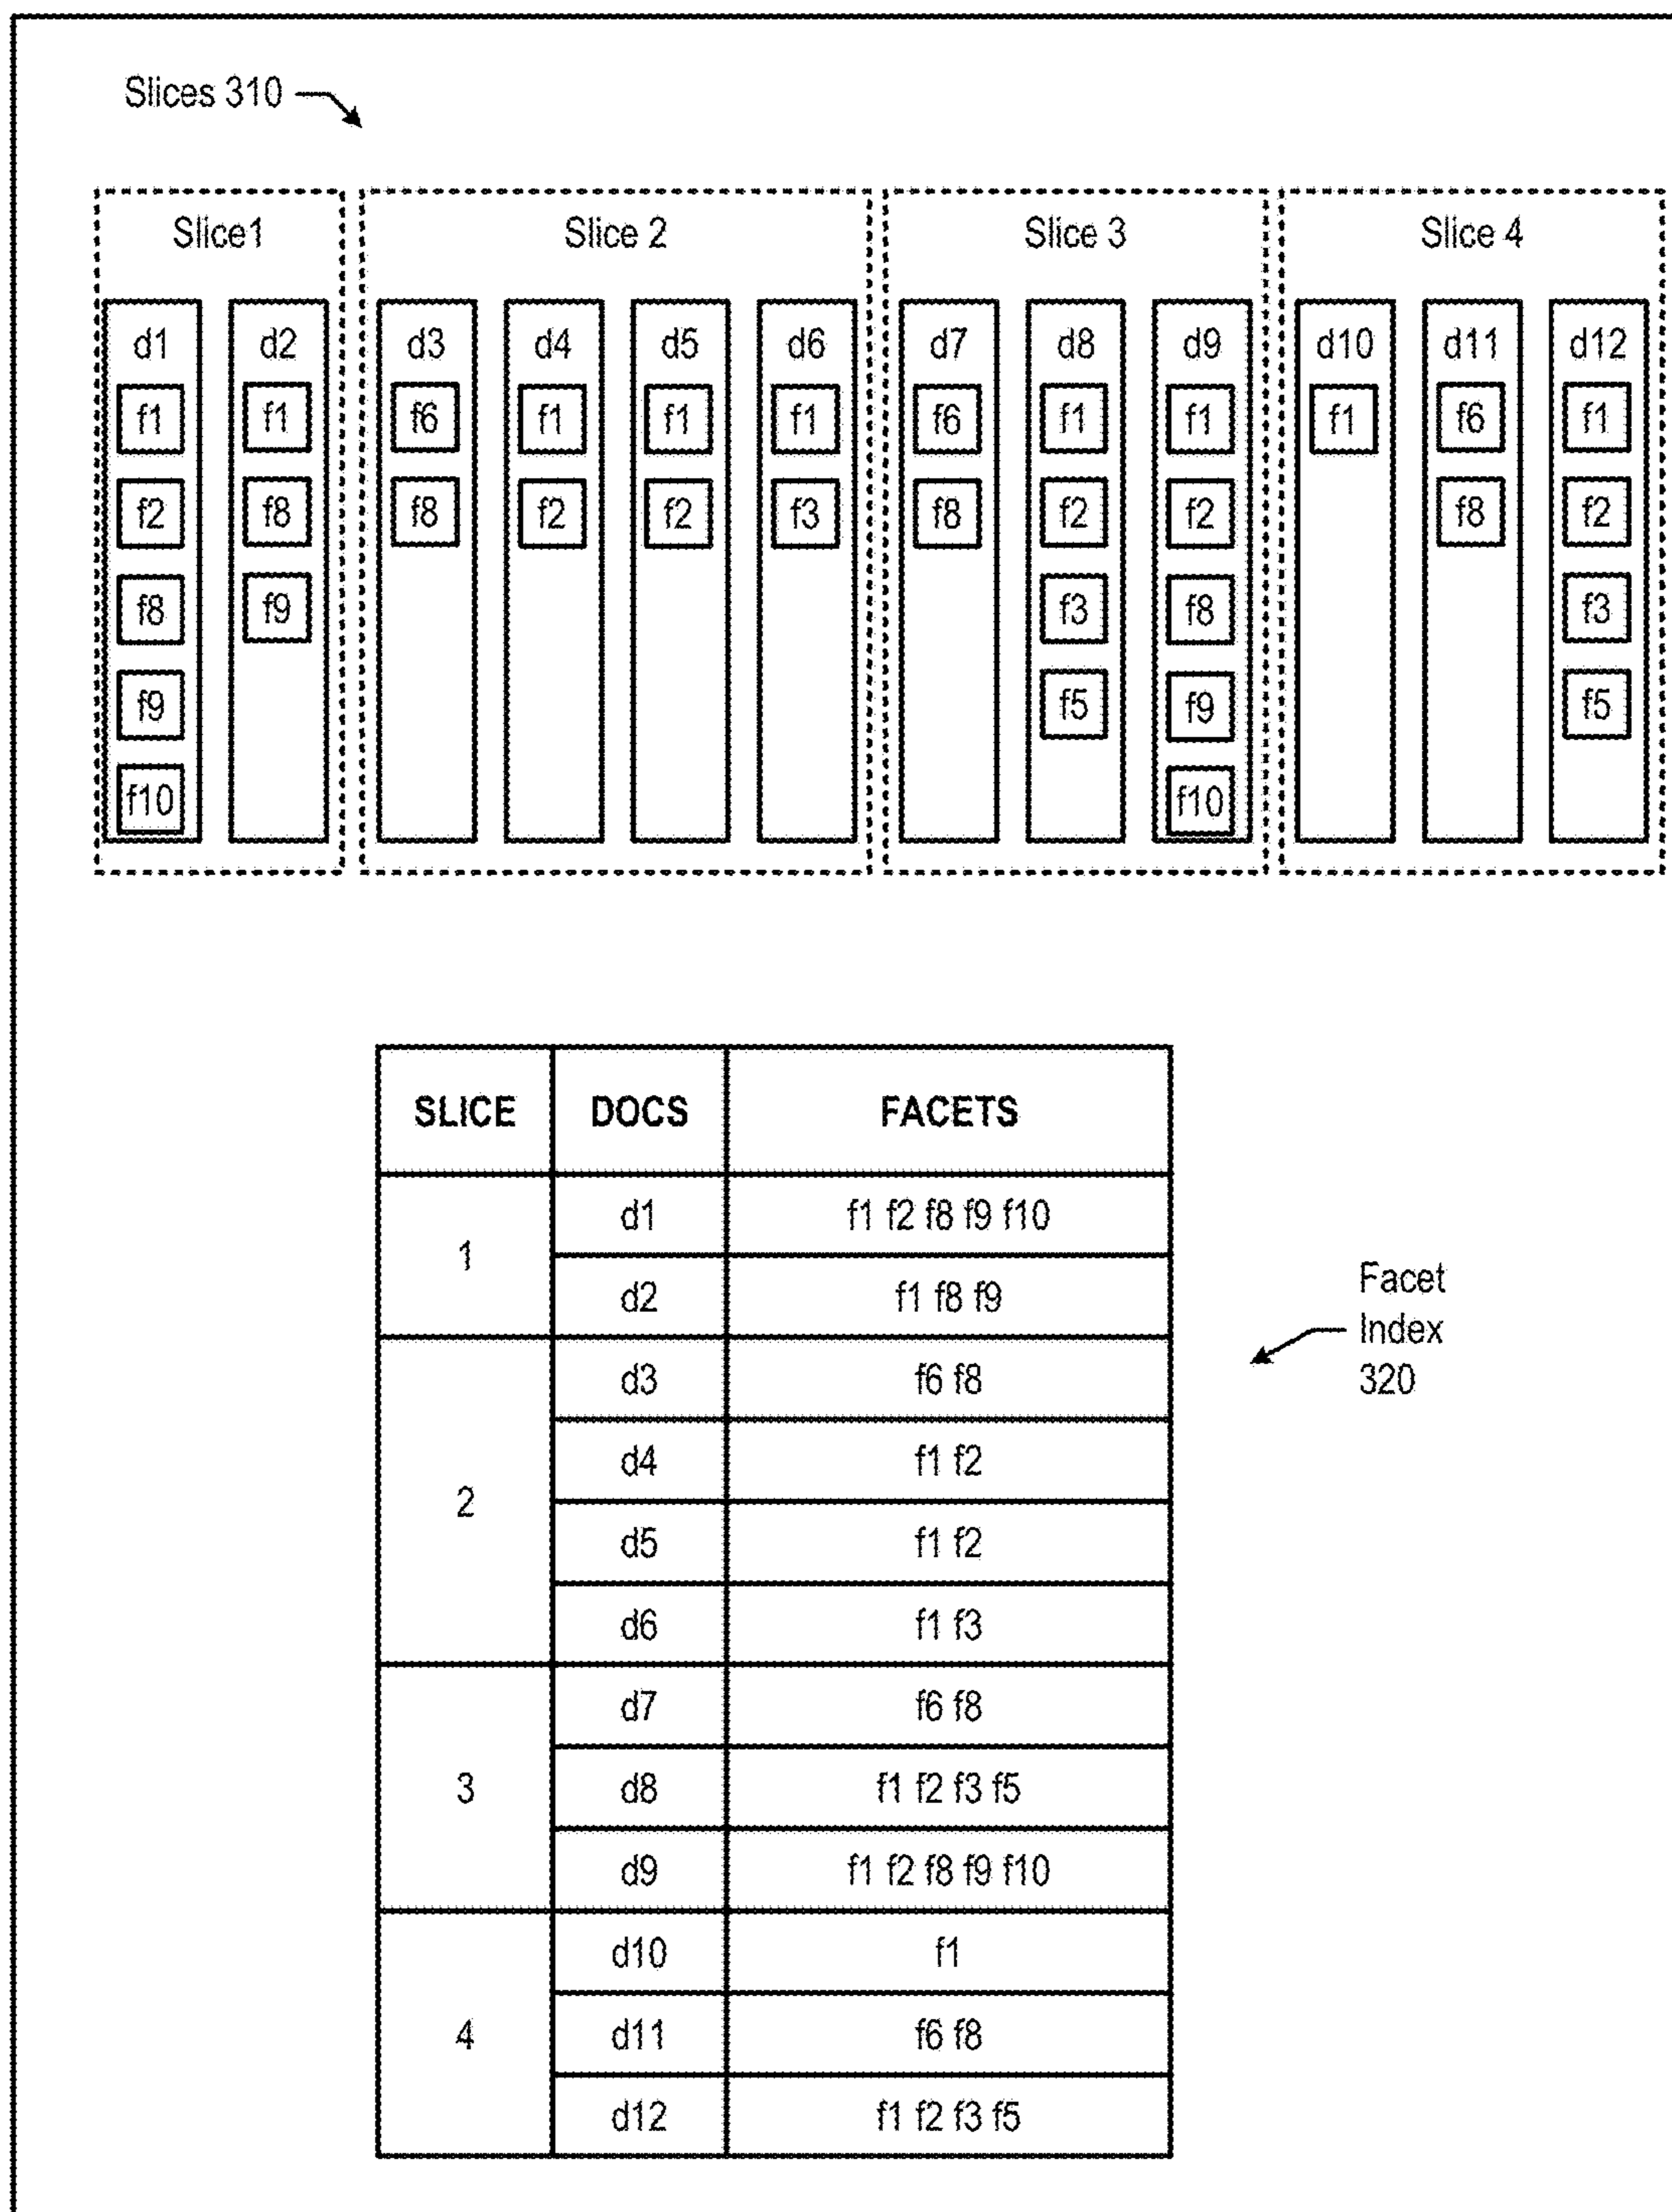 Slices 310
Slice1 Slice 2 Slice 3 Slice 4
d1 d2 d3 d4 d5 d6 d7 d8 d9 d10 d11 d12
f1 f1 f6 f1 f1 f1 f6 f1 f1 f1 f6 f1
f2 f8 f8 f2 f2 f3 f8 f2 f2 f8 f2
f8 f9 f3 f8 f3
f9 f5 f9 f5
f10 f10
SLICE DOCS FACETS
1
d1 f1 f2 f8 f9 f10
d2 f1 f8 f9
2
d3 f6 f8
d4 f1 f2
d5 f1 f2
d6 f1 f3
3
d7 f6 f8
d8 f1 f2 f3 f5
d9 f1 f2 f8 f9 f10
4
d10 f1
d11 f6 f8
d12 f1 f2 f3 f5
Facet
Index
320